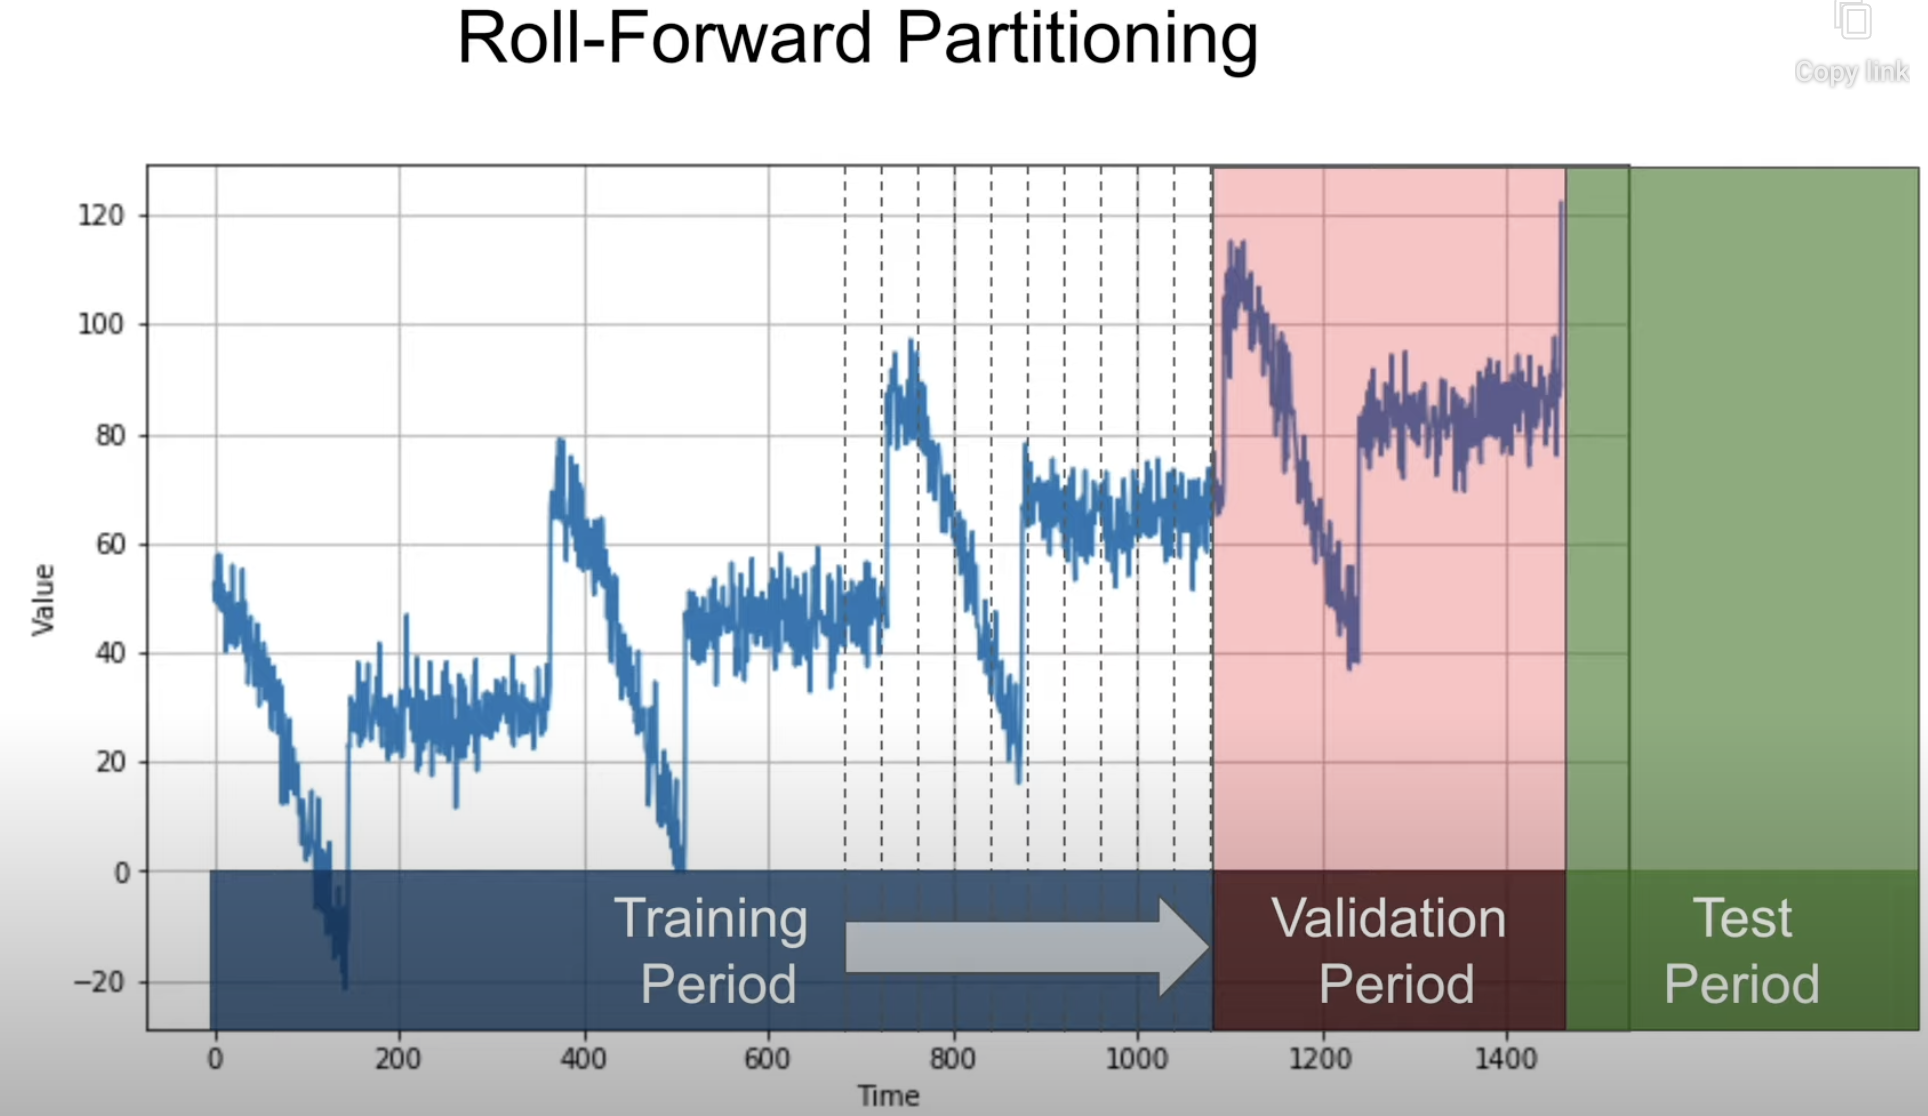 Roll-Forward Partitioning
Copy link
120
100
80
60
40
20
0
−20
Value
Training
Period
Validation
Period
Test
Period
0 200 400 600 800 1000 1200 1400
Time